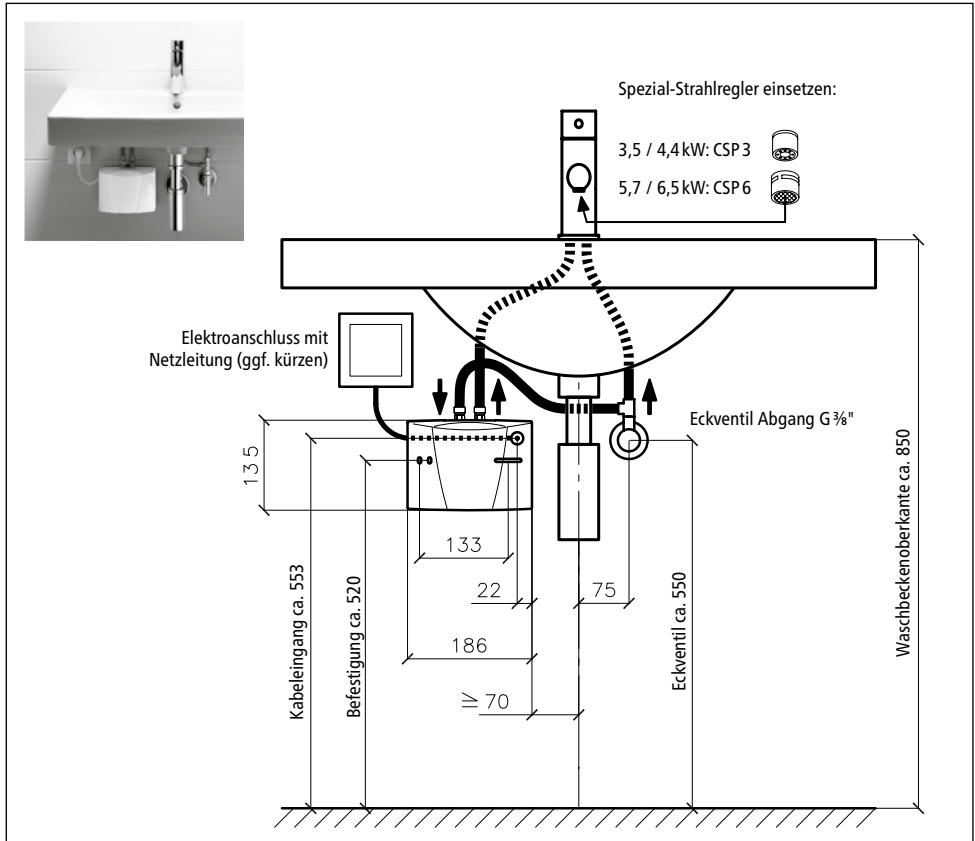 Spezial-Strahlregler einsetzen:
3,5 / 4,4 kW: CSP 3
5,7 / 6,5 kW: CSP 6
Elektroanschluss mit
Netzleitung (ggf. kürzen)
Eckventil Abgang G ⅜"
135
133
22
75
186
≧ 70
Kabeleingang ca. 553
Befestigung ca. 520
Eckventil ca. 550
Waschbeckenoberkante ca. 850